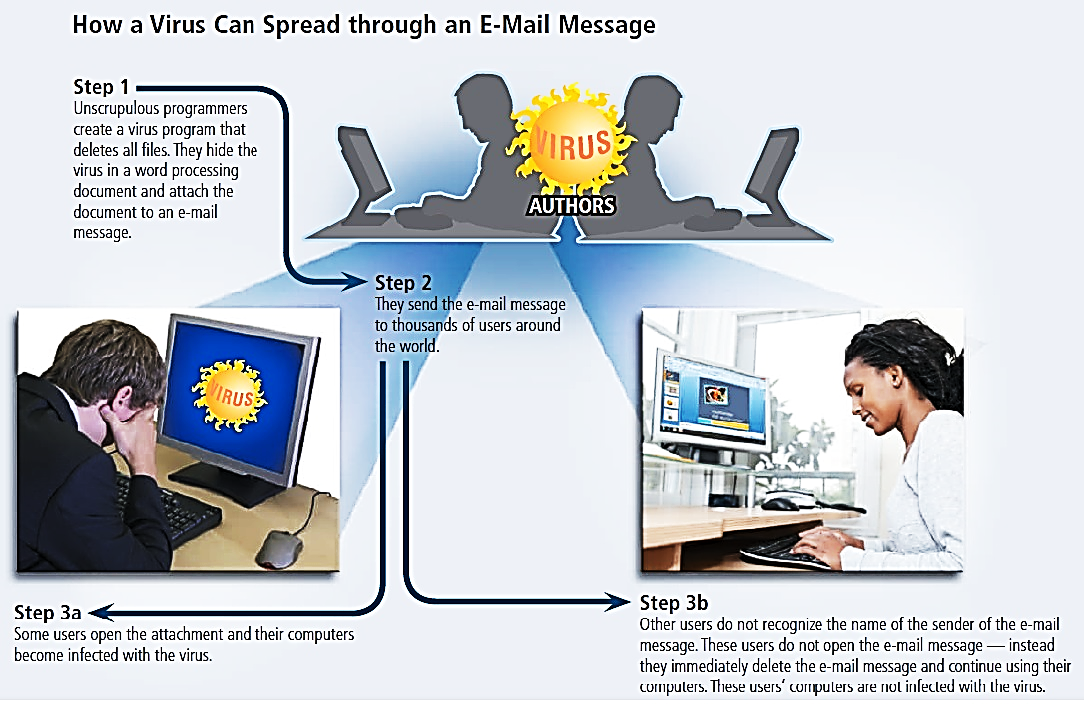 How a Virus Can Spread through an E-Mail Message
Step 1
Unscrupulous programmers
create a virus program that
deletes all files. They hide the
virus in a word processing
document and attach the
document to an e-mail
message.
VIRUS
AUTHORS
Step 2
They send the e-mail message
to thousands of users around
the world.
VIRUS
Step 3a
Some users open the attachment and their computers
become infected with the virus.
Step 3b
Other users do not recognize the name of the sender of the e-mail
message. These users do not open the e-mail message — instead
they immediately delete the e-mail message and continue using their
computers. These users' computers are not infected with the virus.